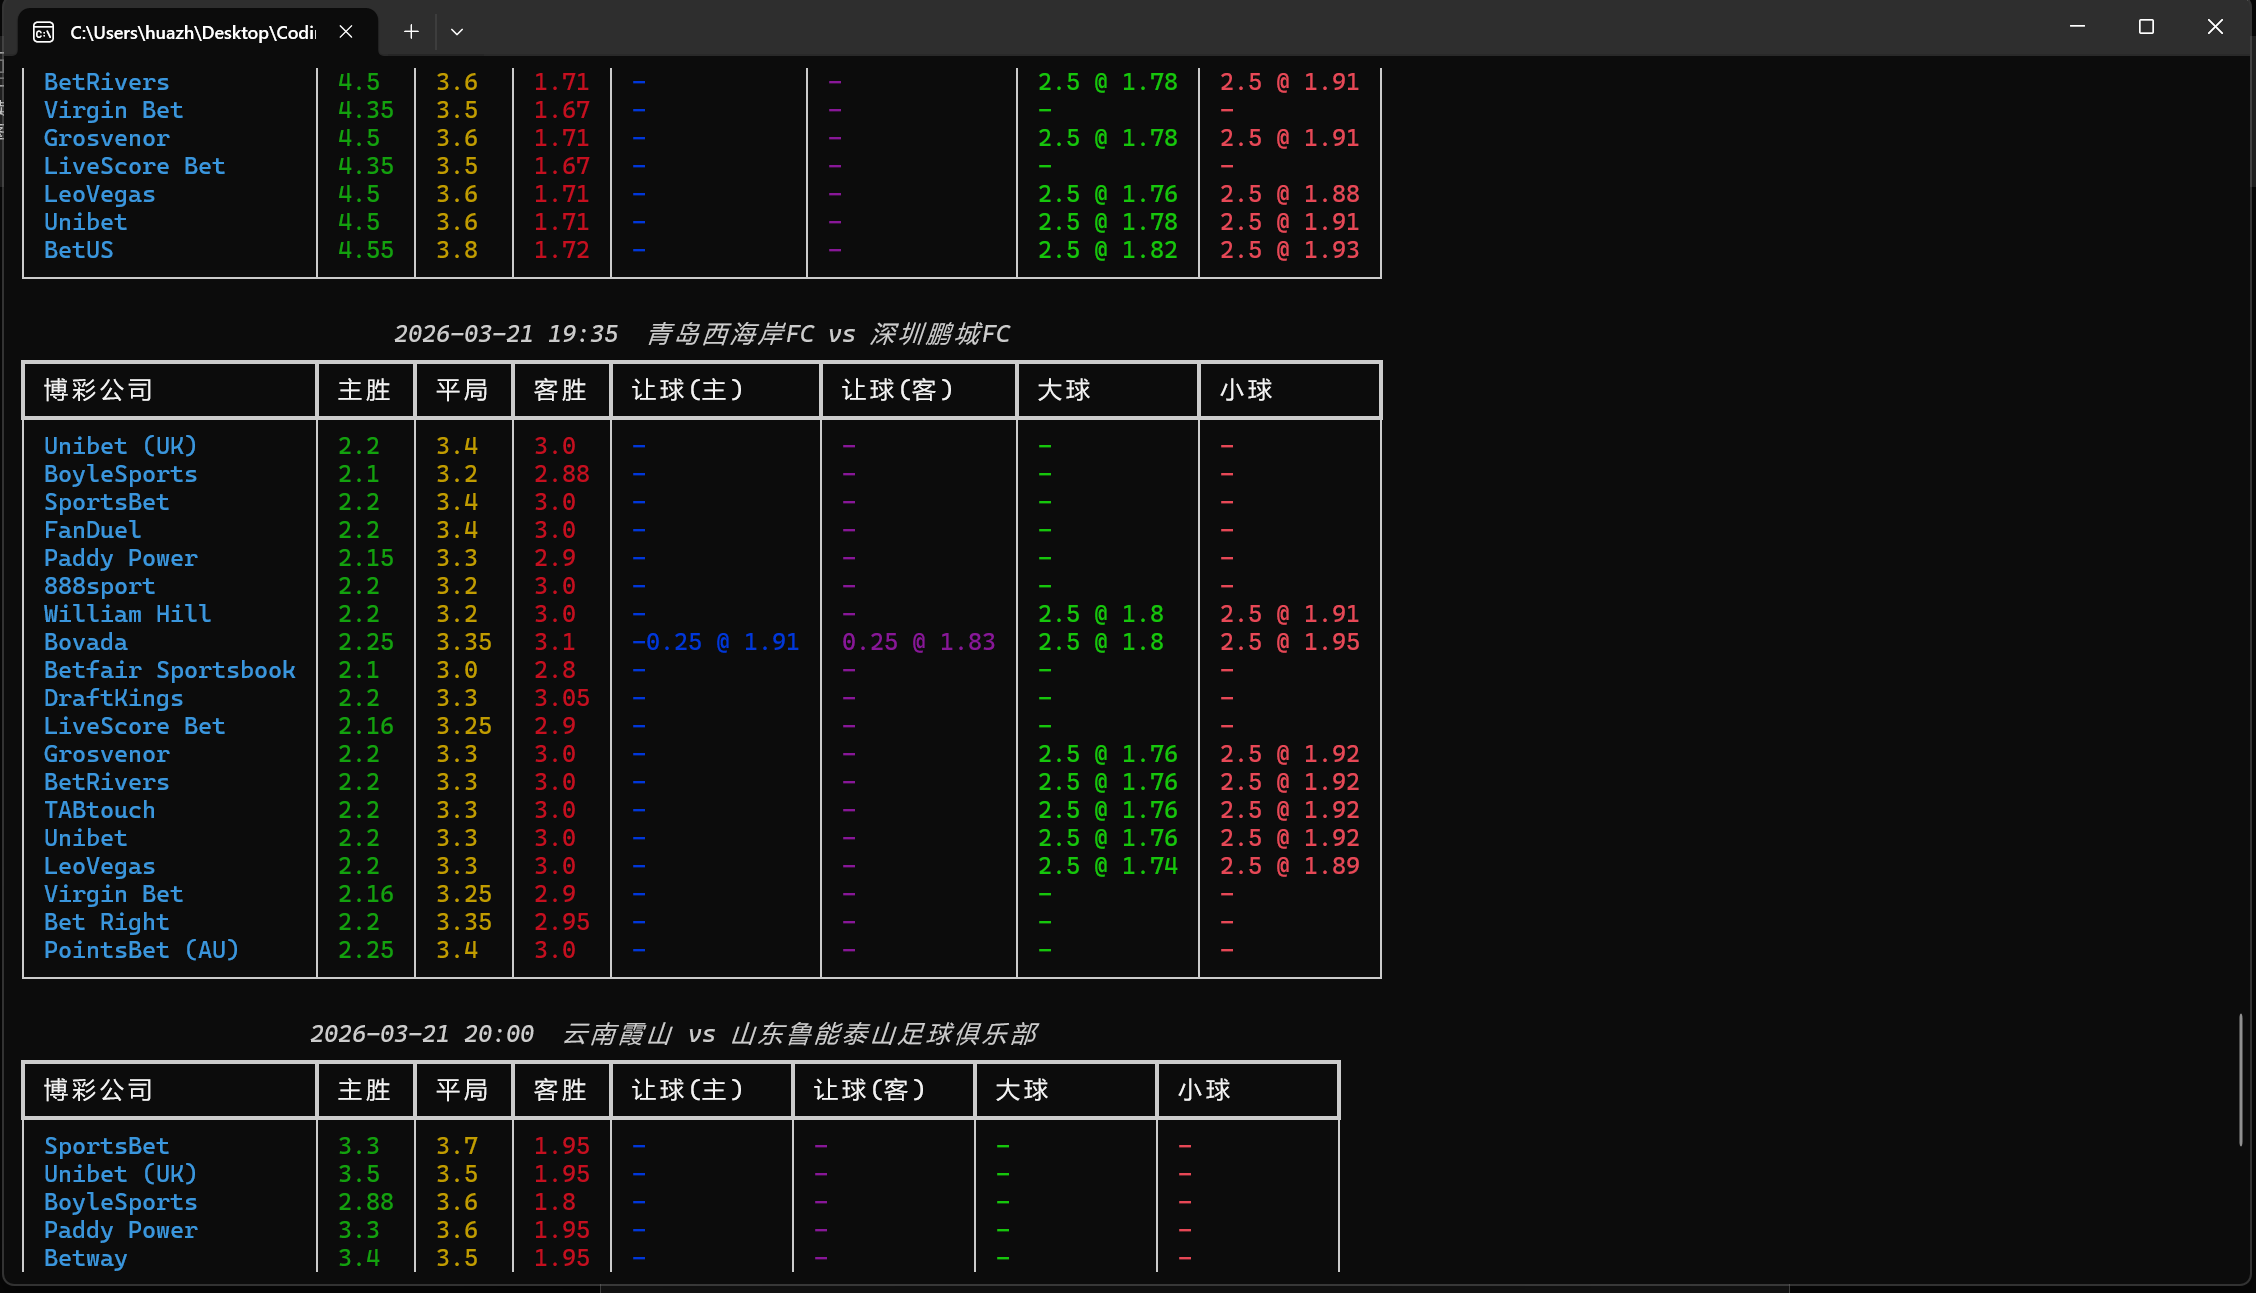 C:\Users\huazh\Desktop\Codi
BetRivers 4.5 3.6 1.71 - - 2.5 @ 1.78 2.5 @ 1.91
Virgin Bet 4.35 3.5 1.67 - - - -
Grosvenor 4.5 3.6 1.71 - - 2.5 @ 1.78 2.5 @ 1.91
LiveScore Bet 4.35 3.5 1.67 - - - -
LeoVegas 4.5 3.6 1.71 - - 2.5 @ 1.76 2.5 @ 1.88
Unibet 4.5 3.6 1.71 - - 2.5 @ 1.78 2.5 @ 1.91
BetUS 4.55 3.8 1.72 - - 2.5 @ 1.82 2.5 @ 1.93
2026-03-21 19:35 青岛西海岸FC vs 深圳鹏城FC
博彩公司 主胜 平局 客胜 让球(主) 让球(客) 大球 小球
Unibet (UK) 2.2 3.4 3.0 - - - -
BoyleSports 2.1 3.2 2.88 - - - -
SportsBet 2.2 3.4 3.0 - - - -
FanDuel 2.2 3.4 3.0 - - - -
Paddy Power 2.15 3.3 2.9 - - - -
888sport 2.2 3.2 3.0 - - - -
William Hill 2.2 3.2 3.0 - - 2.5 @ 1.8 2.5 @ 1.91
Bovada 2.25 3.35 3.1 -0.25 @ 1.91 0.25 @ 1.83 2.5 @ 1.8 2.5 @ 1.95
Betfair Sportsbook 2.1 3.0 2.8 - - - -
DraftKings 2.2 3.3 3.05 - - - -
LiveScore Bet 2.16 3.25 2.9 - - - -
Grosvenor 2.2 3.3 3.0 - - 2.5 @ 1.76 2.5 @ 1.92
BetRivers 2.2 3.3 3.0 - - 2.5 @ 1.76 2.5 @ 1.92
TABtouch 2.2 3.3 3.0 - - 2.5 @ 1.76 2.5 @ 1.92
Unibet 2.2 3.3 3.0 - - 2.5 @ 1.76 2.5 @ 1.92
LeoVegas 2.2 3.3 3.0 - - 2.5 @ 1.74 2.5 @ 1.89
Virgin Bet 2.16 3.25 2.9 - - - -
Bet Right 2.2 3.35 2.95 - - - -
PointsBet (AU) 2.25 3.4 3.0 - - - -
2026-03-21 20:00 云南霞山 vs 山东鲁能泰山足球俱乐部
博彩公司 主胜 平局 客胜 让球(主) 让球(客) 大球 小球
SportsBet 3.3 3.7 1.95 - - - -
Unibet (UK) 3.5 3.5 1.95 - - - -
BoyleSports 2.88 3.6 1.8 - - - -
Paddy Power 3.3 3.6 1.95 - - - -
Betway 3.4 3.5 1.95 - - - -